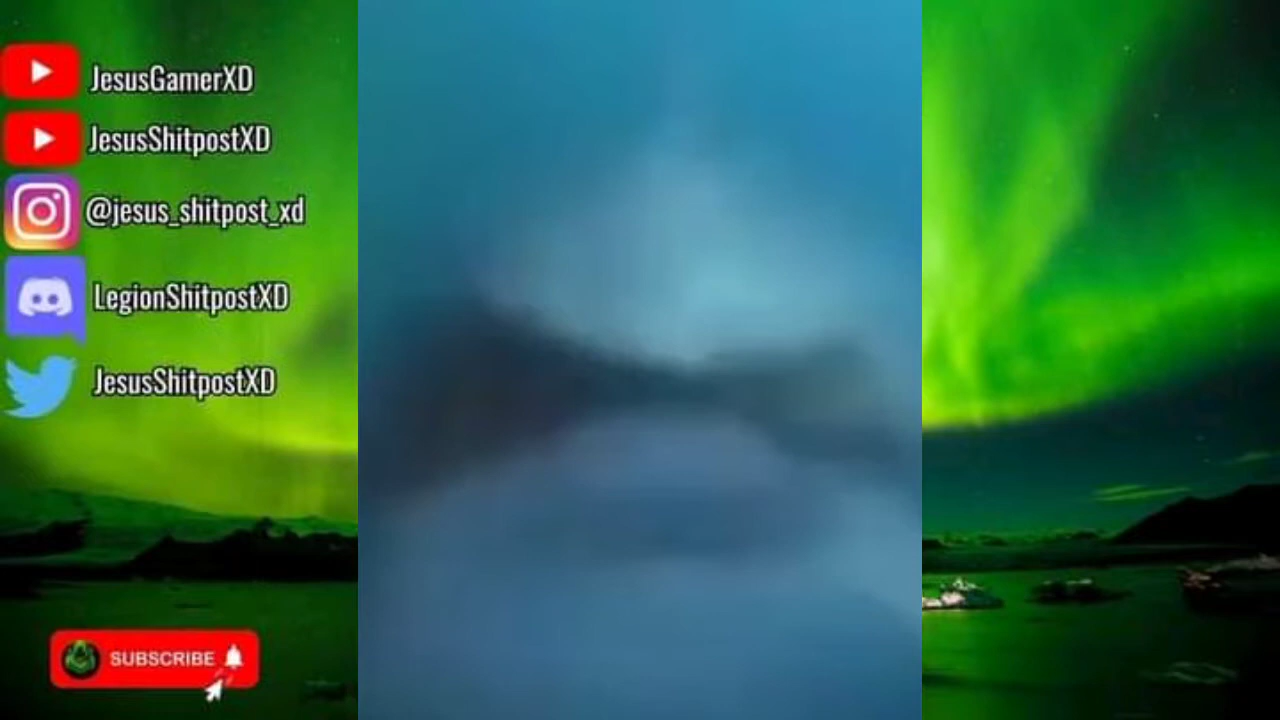 JesusGamerXD
JesusShitpostXD
@jesus_shitpost_xd
LegionShitpostXD
JesusShitpostXD
SUBSCRIBE